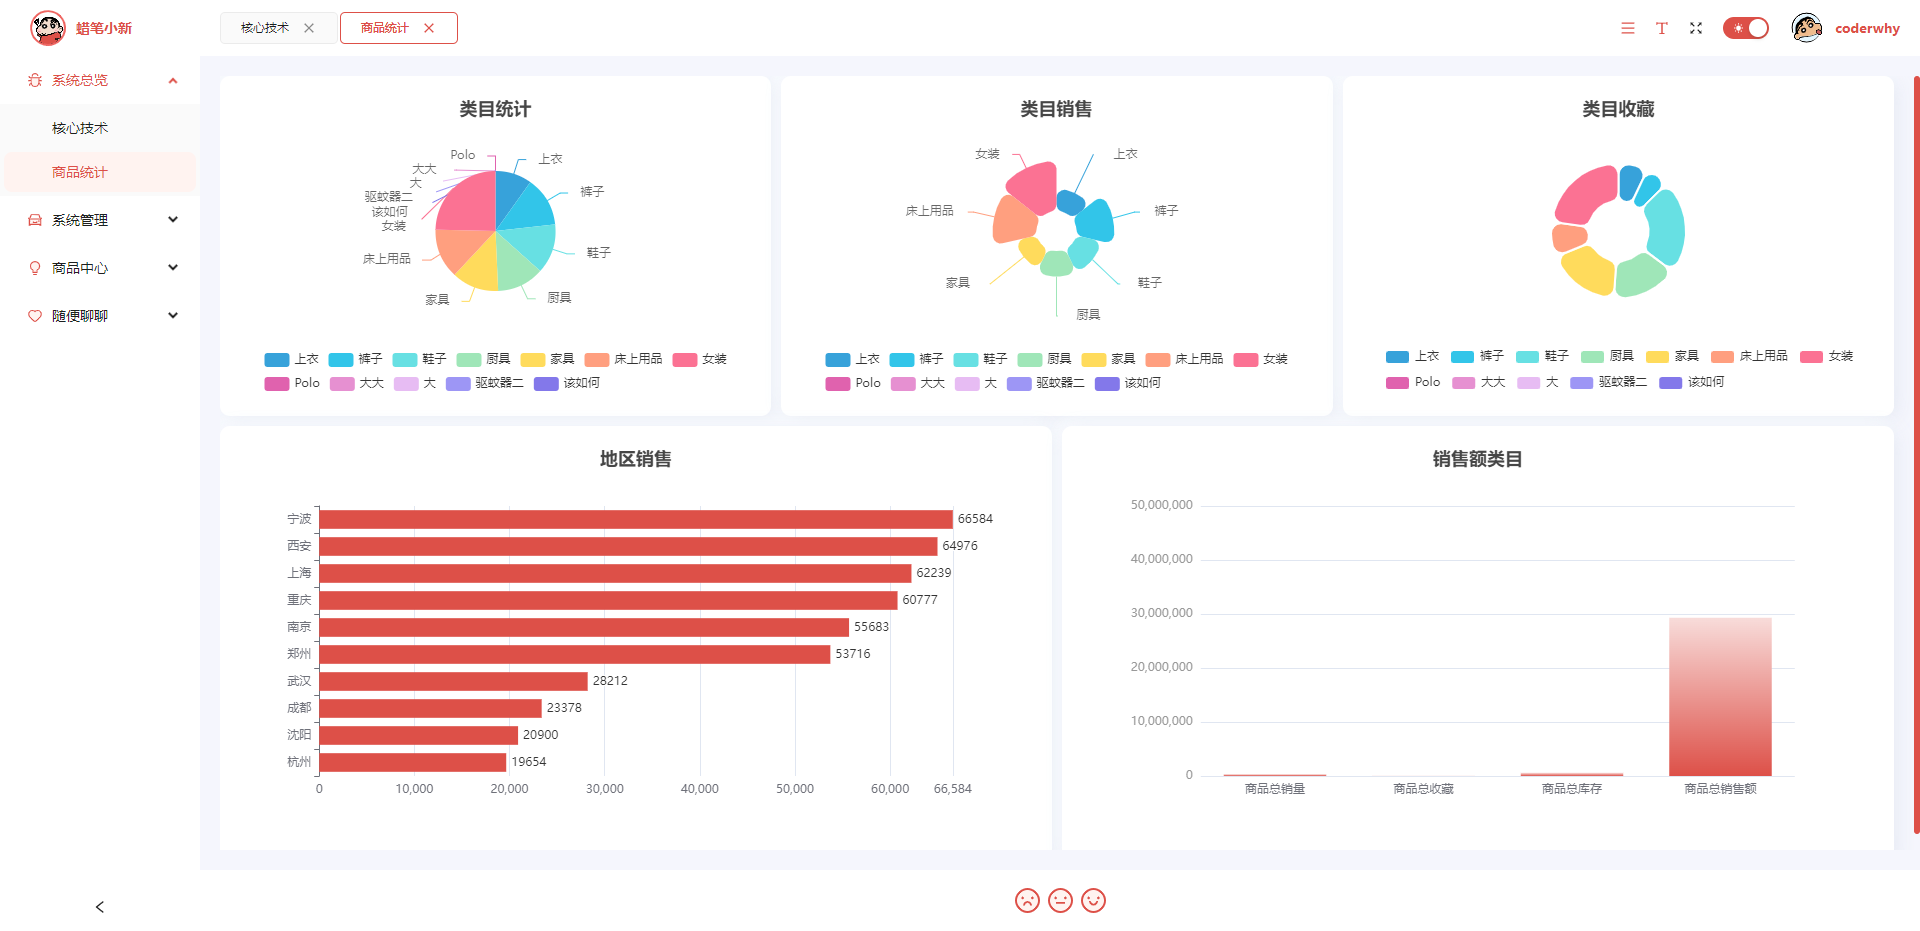 蜡笔小新
核心技术
商品统计
T
coderwhy
系统总览
核心技术
商品统计
系统管理
商品中心
随便聊聊
类目统计
Polo
上衣
大大
大
裤子
驱蚊器二
该如何
女装
鞋子
床上用品
家具
厨具
上衣 裤子 鞋子 厨具 家具 床上用品 女装
Polo 大大 大 驱蚊器二 该如何
类目销售
女装
上衣
床上用品
裤子
家具
鞋子
厨具
上衣 裤子 鞋子 厨具 家具 床上用品 女装
Polo 大大 大 驱蚊器二 该如何
类目收藏
上衣 裤子 鞋子 厨具 家具 床上用品 女装
Polo 大大 大 驱蚊器二 该如何
地区销售
宁波 66584
西安 64976
上海 62239
重庆 60777
南京 55683
郑州 53716
武汉 28212
成都 23378
沈阳 20900
杭州 19654
0 10,000 20,000 30,000 40,000 50,000 60,000 66,584
销售额类目
50,000,000
40,000,000
30,000,000
20,000,000
10,000,000
0
商品总销量 商品总收藏 商品总库存 商品总销售额